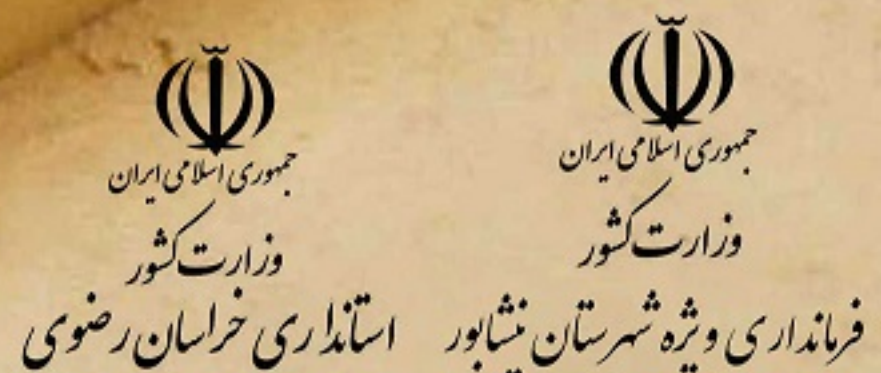 جمهوری اسلامی ایران
وزارت کشور
فرمانداری ویژه شهرستان نیشابور
جمهوری اسلامی ایران
وزارت کشور
استانداری خراسان رضوی